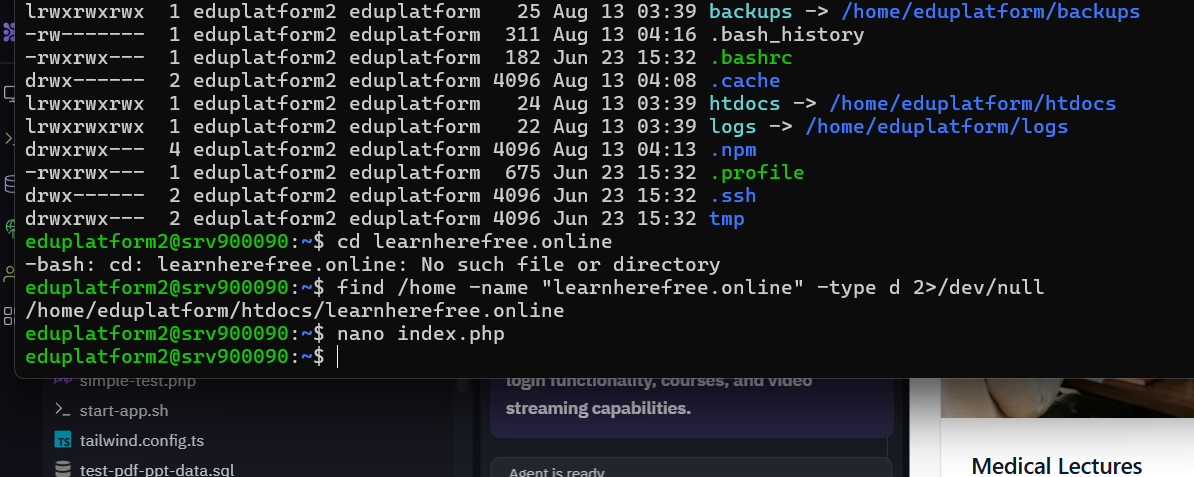 lrwxrwxrwx  1 eduplatform2 eduplatform   25 Aug 13 03:39 backups -> /home/eduplatform/backups
-rw-------  1 eduplatform2 eduplatform  311 Aug 13 04:16 .bash_history
-rwxrwx---  1 eduplatform2 eduplatform  182 Jun 23 15:32 .bashrc
drwx------  2 eduplatform2 eduplatform 4096 Aug 13 04:08 .cache
lrwxrwxrwx  1 eduplatform2 eduplatform   24 Aug 13 03:39 htdocs -> /home/eduplatform/htdocs
lrwxrwxrwx  1 eduplatform2 eduplatform   22 Aug 13 03:39 logs -> /home/eduplatform/logs
drwxrwx---  4 eduplatform2 eduplatform 4096 Aug 13 04:13 .npm
-rwxrwx---  1 eduplatform2 eduplatform  675 Jun 23 15:32 .profile
drwx------  2 eduplatform2 eduplatform 4096 Jun 23 15:32 .ssh
drwxrwx---  2 eduplatform2 eduplatform 4096 Jun 23 15:32 tmp
eduplatform2@srv900090:~$ cd learnherefree.online
-bash: cd: learnherefree.online: No such file or directory
eduplatform2@srv900090:~$ find /home -name "learnherefree.online" -type d 2>/dev/null
/home/eduplatform/htdocs/learnherefree.online
eduplatform2@srv900090:~$ nano index.php
eduplatform2@srv900090:~$
php simple-test.php
start-app.sh
TS tailwind.config.ts
test-pdf-ppt-data.sql
login functionality, courses, and video
streaming capabilities.
Agent is ready
Medical Lectures